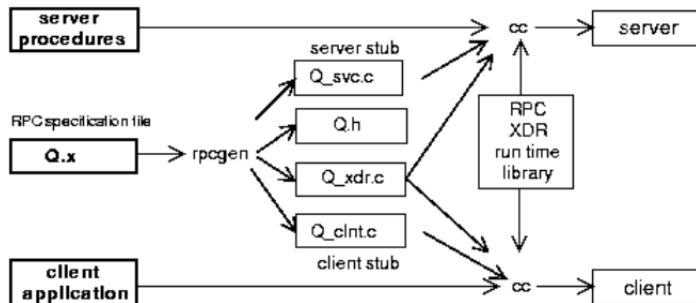 server
procedures
cc
server
server stub
Q_svc.c
RPC specification file
Q.h
RPC
XDR
run time
library
Q.x
rpcgen
Q_xdr.c
Q_clnt.c
client stub
client
application
cc
client